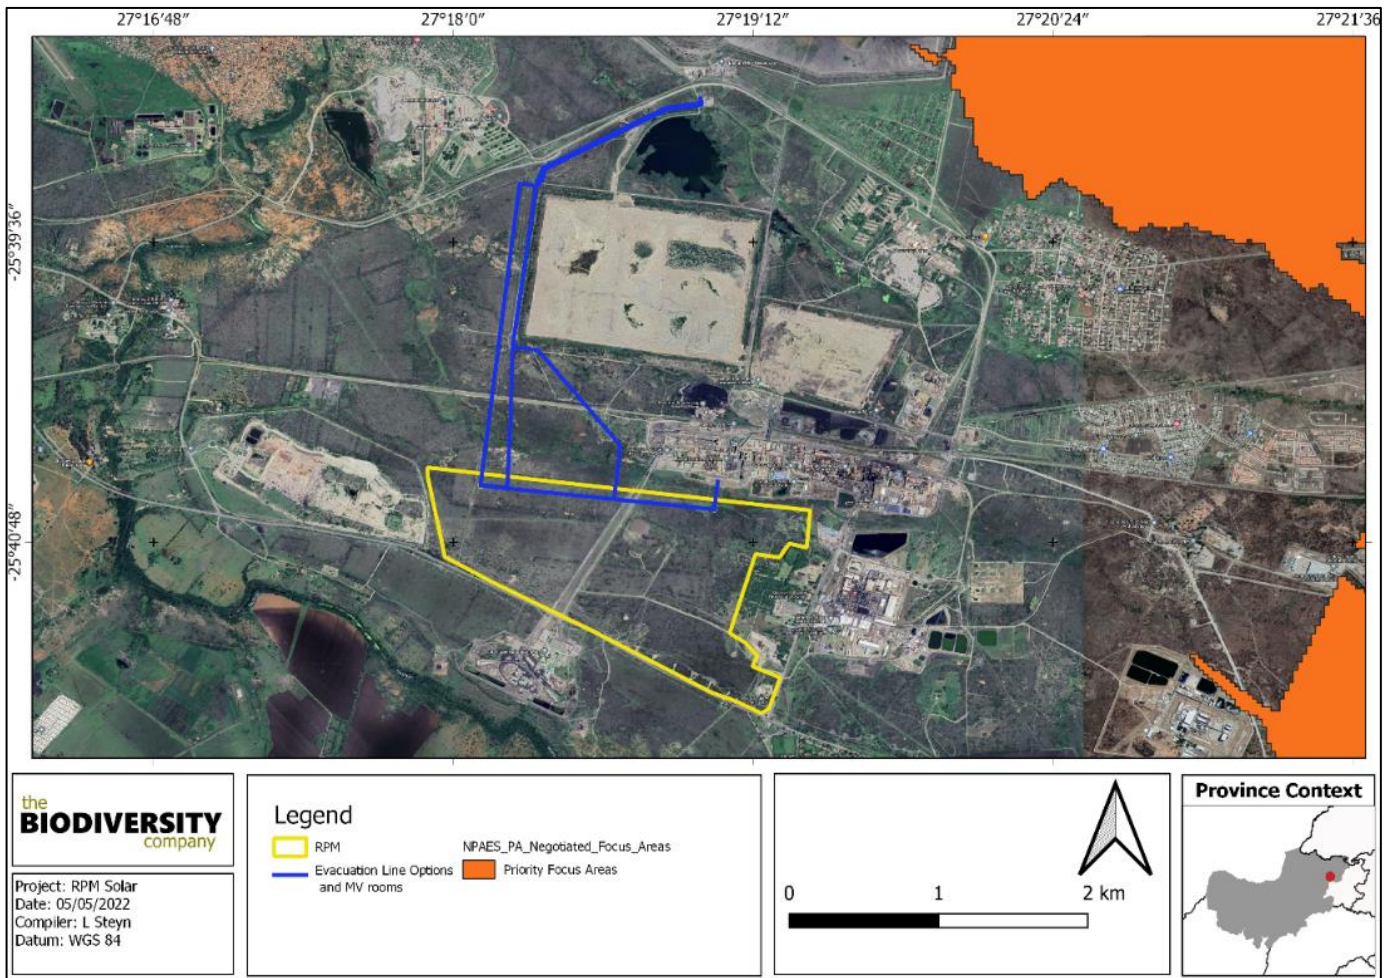 27°16′48″
27°18′0″
27°19′12″
27°20′24″
27°21′36″
-25°39′36″
-25°40′48″
the
BIODIVERSITY
company
Project: RPM Solar
Date: 05/05/2022
Compiler: L Steyn
Datum: WGS 84
Legend
RPM
Evacuation Line Options
and MV rooms
NPAES_PA_Negotiated_Focus_Areas
Priority Focus Areas
0 1 2 km
Province Context